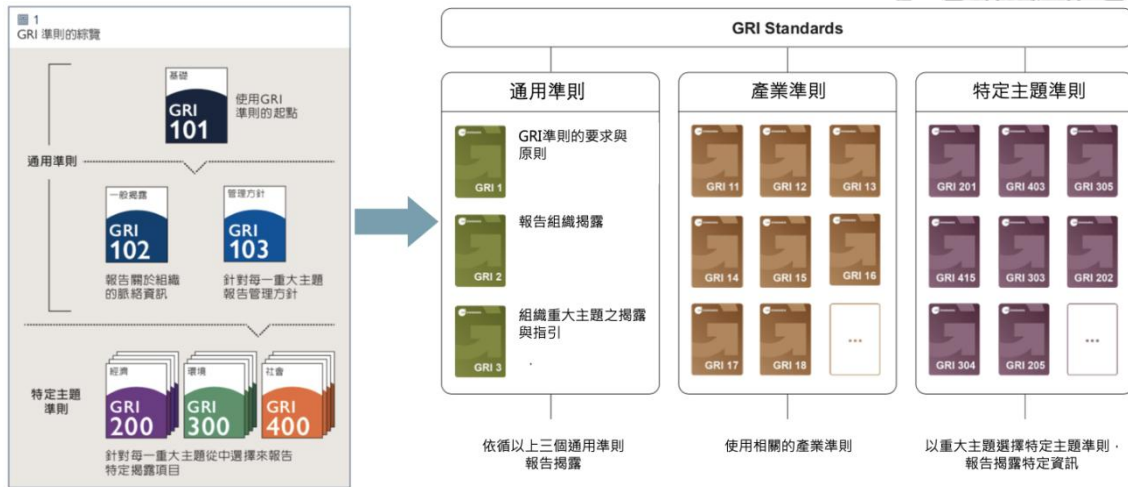 圖 1
GRI 準則的綜覽
基礎
GRI
101
使用GRI
準則的起點
通用準則
一般揭露
GRI
102
管理方針
GRI
103
報告關於組織
的脈絡資訊
針對每一重大主題
報告管理方針
特定主題
準則
經濟
GRI
200
環境
GRI
300
社會
GRI
400
針對每一重大主題從中選擇來報告
特定揭露項目
GRI Standards
通用準則
GRI 1
GRI準則的要求與
原則
GRI 2
報告組織揭露
GRI 3
組織重大主題之揭露
與指引
.
依循以上三個通用準則
報告揭露
產業準則
GRI 11
GRI 12
GRI 13
GRI 14
GRI 15
GRI 16
GRI 17
GRI 18
...
使用相關的產業準則
特定主題準則
GRI 201
GRI 403
GRI 305
GRI 415
GRI 303
GRI 202
GRI 304
GRI 205
...
以重大主題選擇特定主題準則，
報告揭露特定資訊